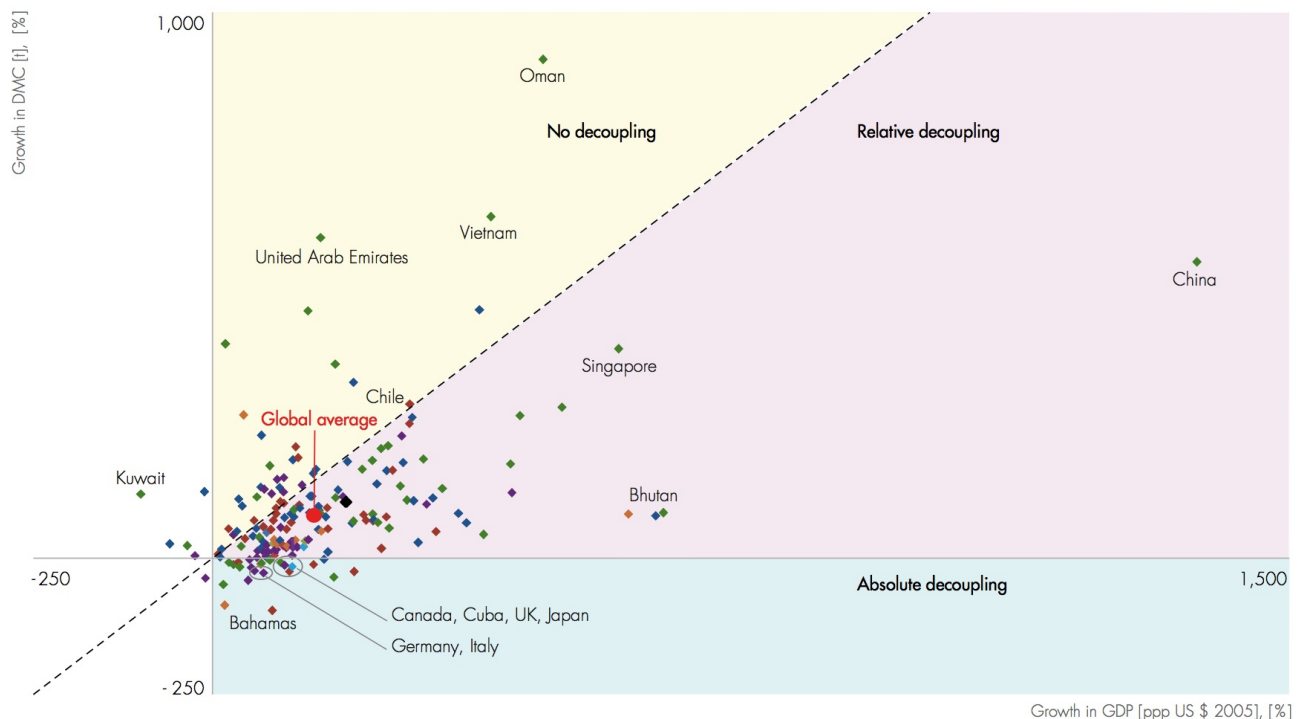 1,000
Growth in DMC [t], [%]
Oman
No decoupling
Relative decoupling
Vietnam
United Arab Emirates
China
Singapore
Chile
Global average
Kuwait
Bhutan
-250
1,500
Absolute decoupling
Bahamas
Canada, Cuba, UK, Japan
Germany, Italy
- 250
Growth in GDP [ppp US $ 2005], [%]